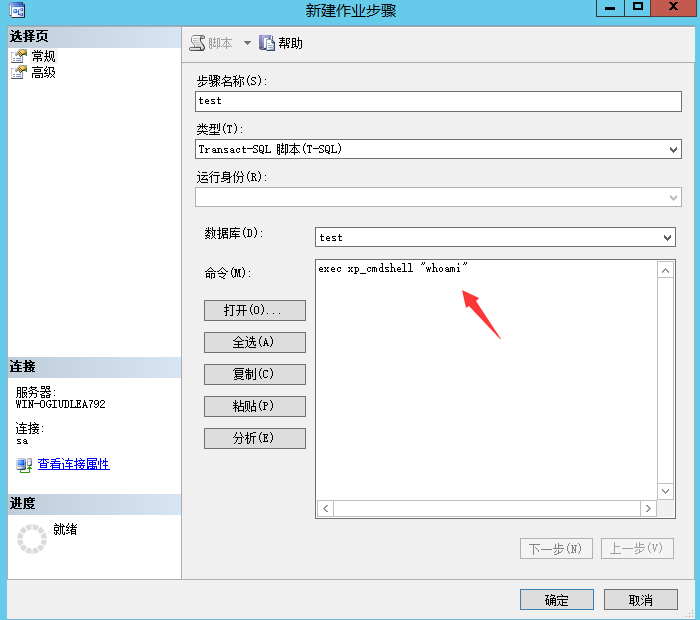 新建作业步骤
选择页
常规
高级
脚本
帮助
步骤名称(S):
test
类型(T):
Transact-SQL 脚本(T-SQL)
运行身份(R):
数据库(D):
test
命令(M):
exec xp_cmdshell "whoami"
打开(O)...
全选(A)
复制(C)
粘贴(P)
分析(E)
连接
服务器:
WIN-OGIUDLEA792
连接:
sa
查看连接属性
进度
就绪
下一步(N)
上一步(V)
确定
取消